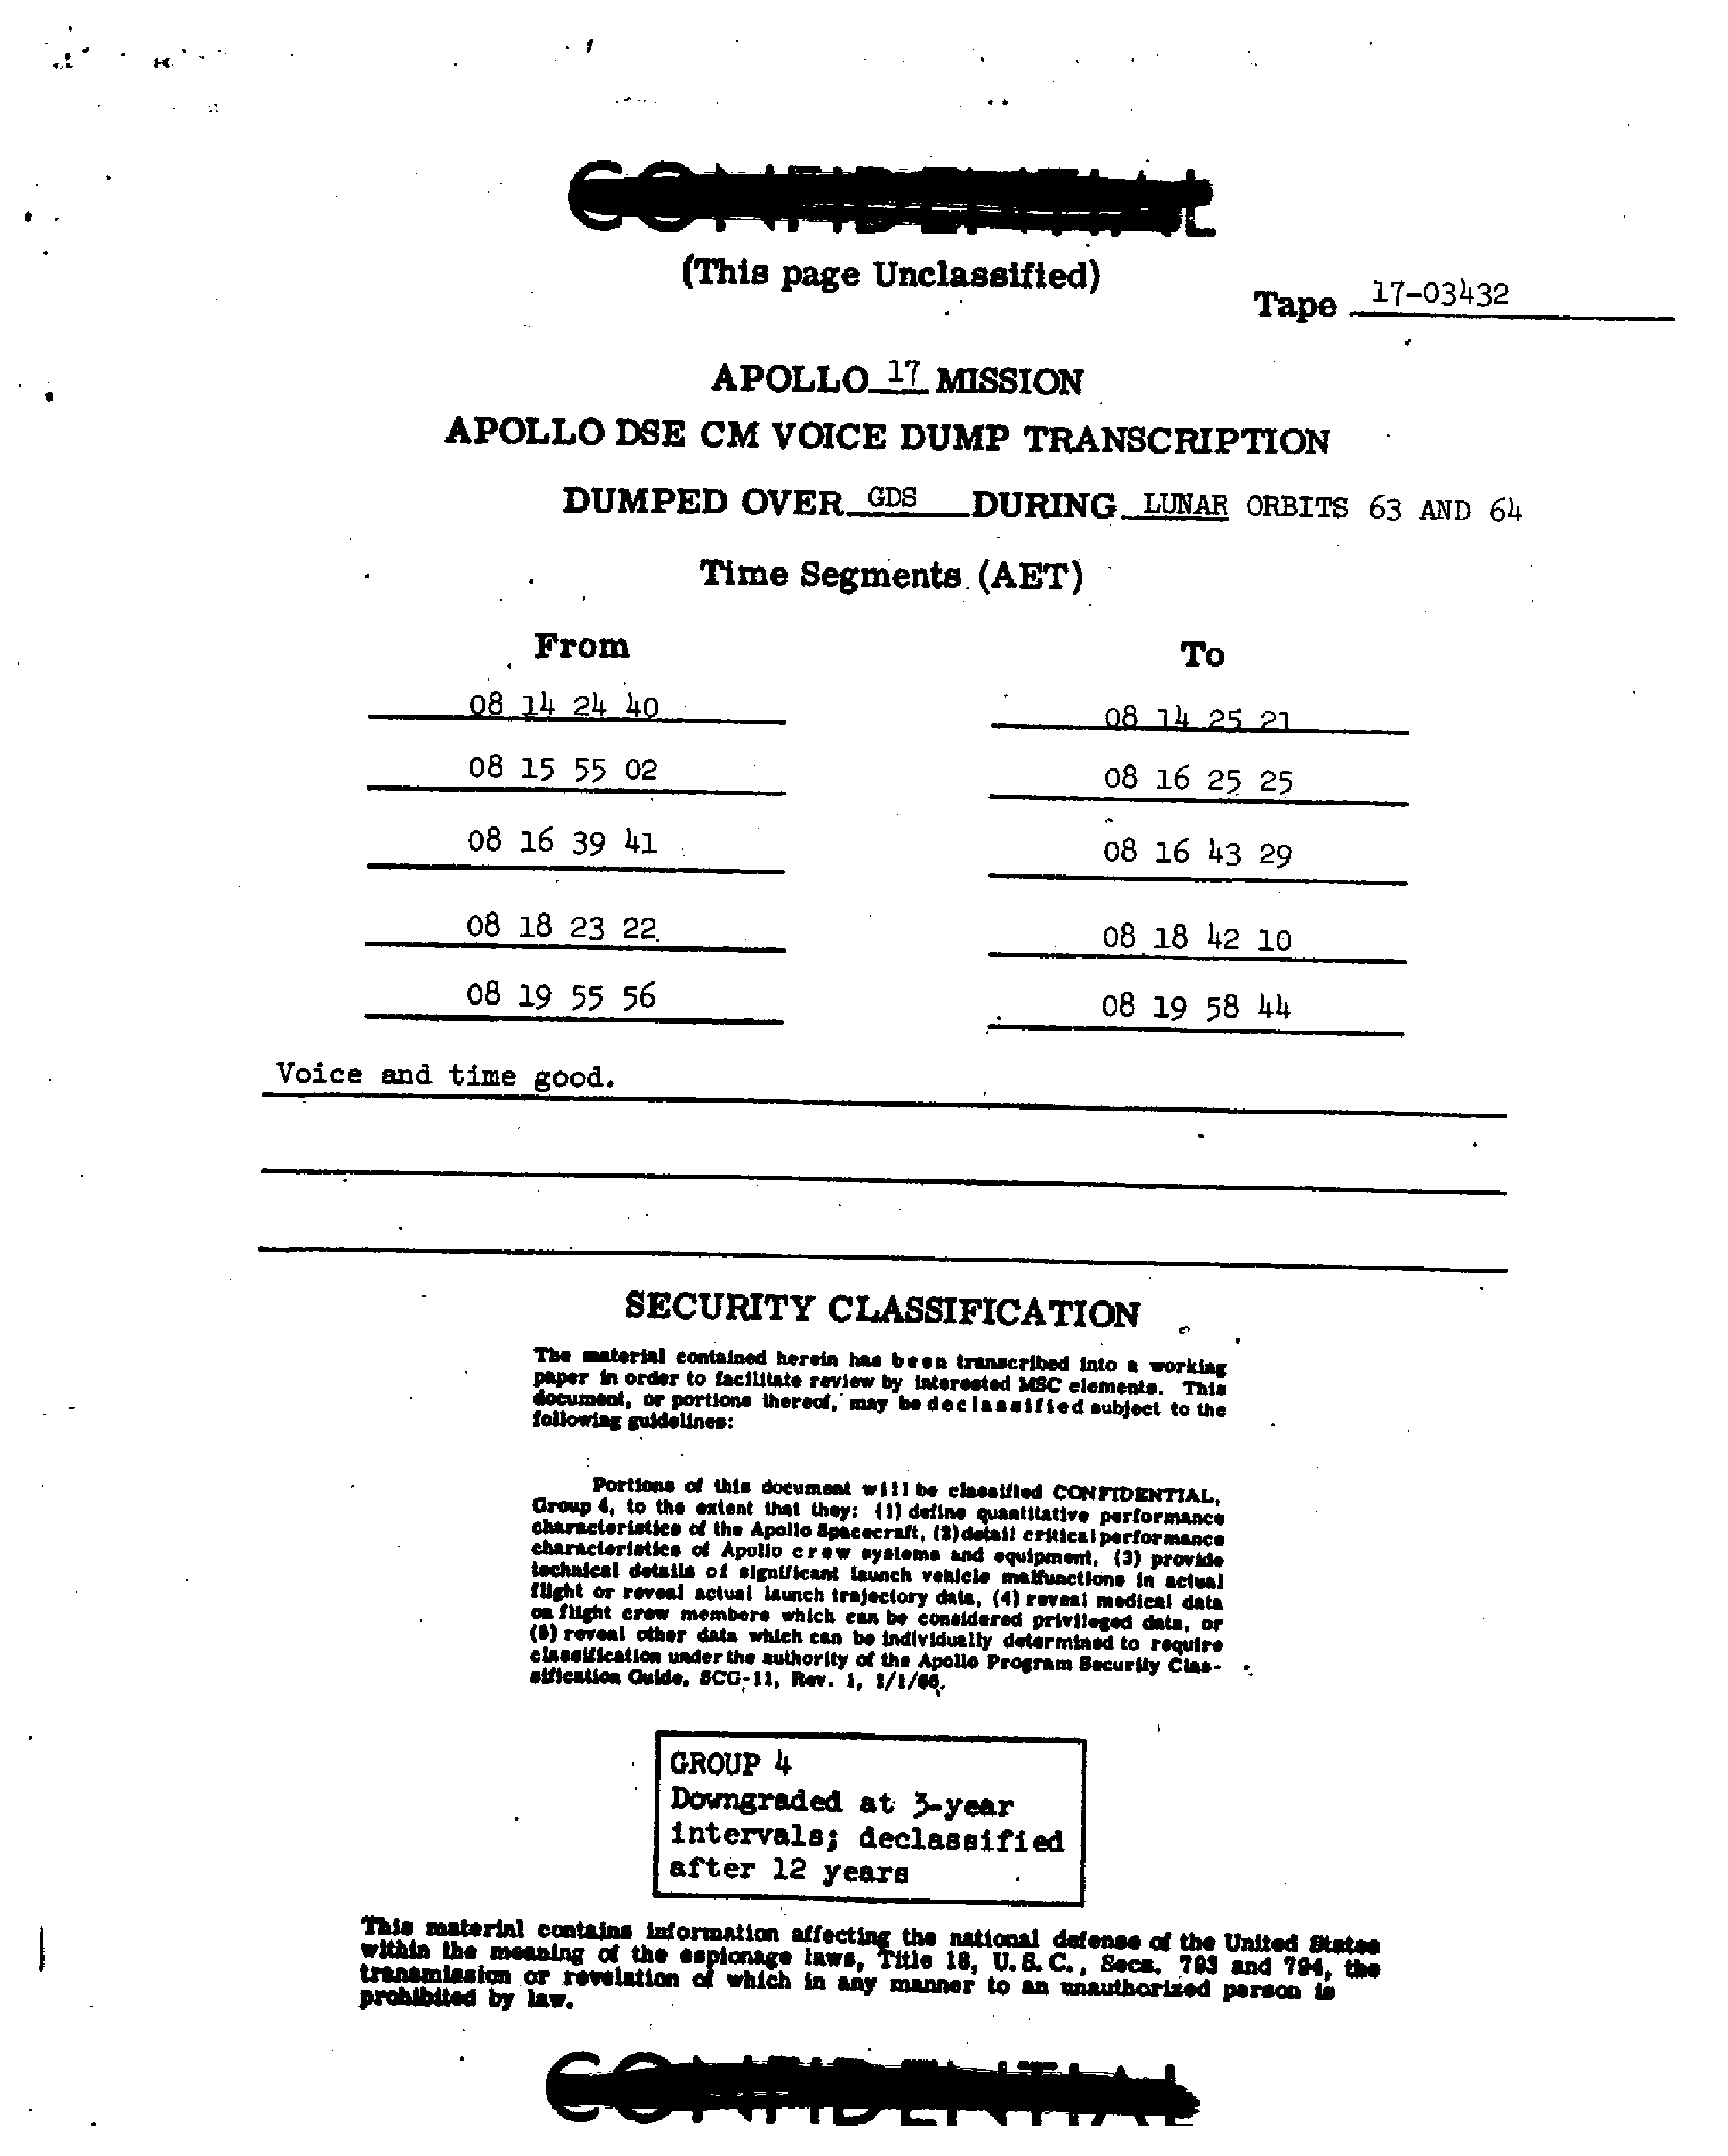 CONFIDENTIAL
(This page Unclassified)
Tape 17-03432
APOLLO 17 MISSION
APOLLO DSE CM VOICE DUMP TRANSCRIPTION
DUMPED OVER GDS DURING LUNAR ORBITS 63 AND 64
Time Segments (AET)
From To
08 14 24 40 08 14 25 21
08 15 55 02 08 16 25 25
08 16 39 41 08 16 43 29
08 18 23 22 08 18 42 10
08 19 55 56 08 19 58 44
Voice and time good.
SECURITY CLASSIFICATION
The material contained herein has been transcribed into a working
paper in order to facilitate review by interested MSC elements. This
document, or portions thereof, may be declassified subject to the
following guidelines:
Portions of this document will be classified CONFIDENTIAL,
Group 4, to the extent that they: (1) define quantitative performance
characteristics of the Apollo Spacecraft, (2) detail critical performance
characteristics of Apollo crew systems and equipment, (3) provide
technical details of significant launch vehicle malfunctions in actual
flight or reveal actual launch trajectory data, (4) reveal medical data
on flight crew members which can be considered privileged data, or
(5) reveal other data which can be individually determined to require
classification under the authority of the Apollo Program Security Clas-
sification Guide, SCG-11, Rev. 1, 1/1/66.
GROUP 4
Downgraded at 3-year
intervals; declassified
after 12 years
This material contains information affecting the national defense of the United States
within the meaning of the espionage laws, Title 18, U.S.C., Secs. 793 and 794, the
transmission or revelation of which in any manner to an unauthorized person is
prohibited by law.
CONFIDENTIAL